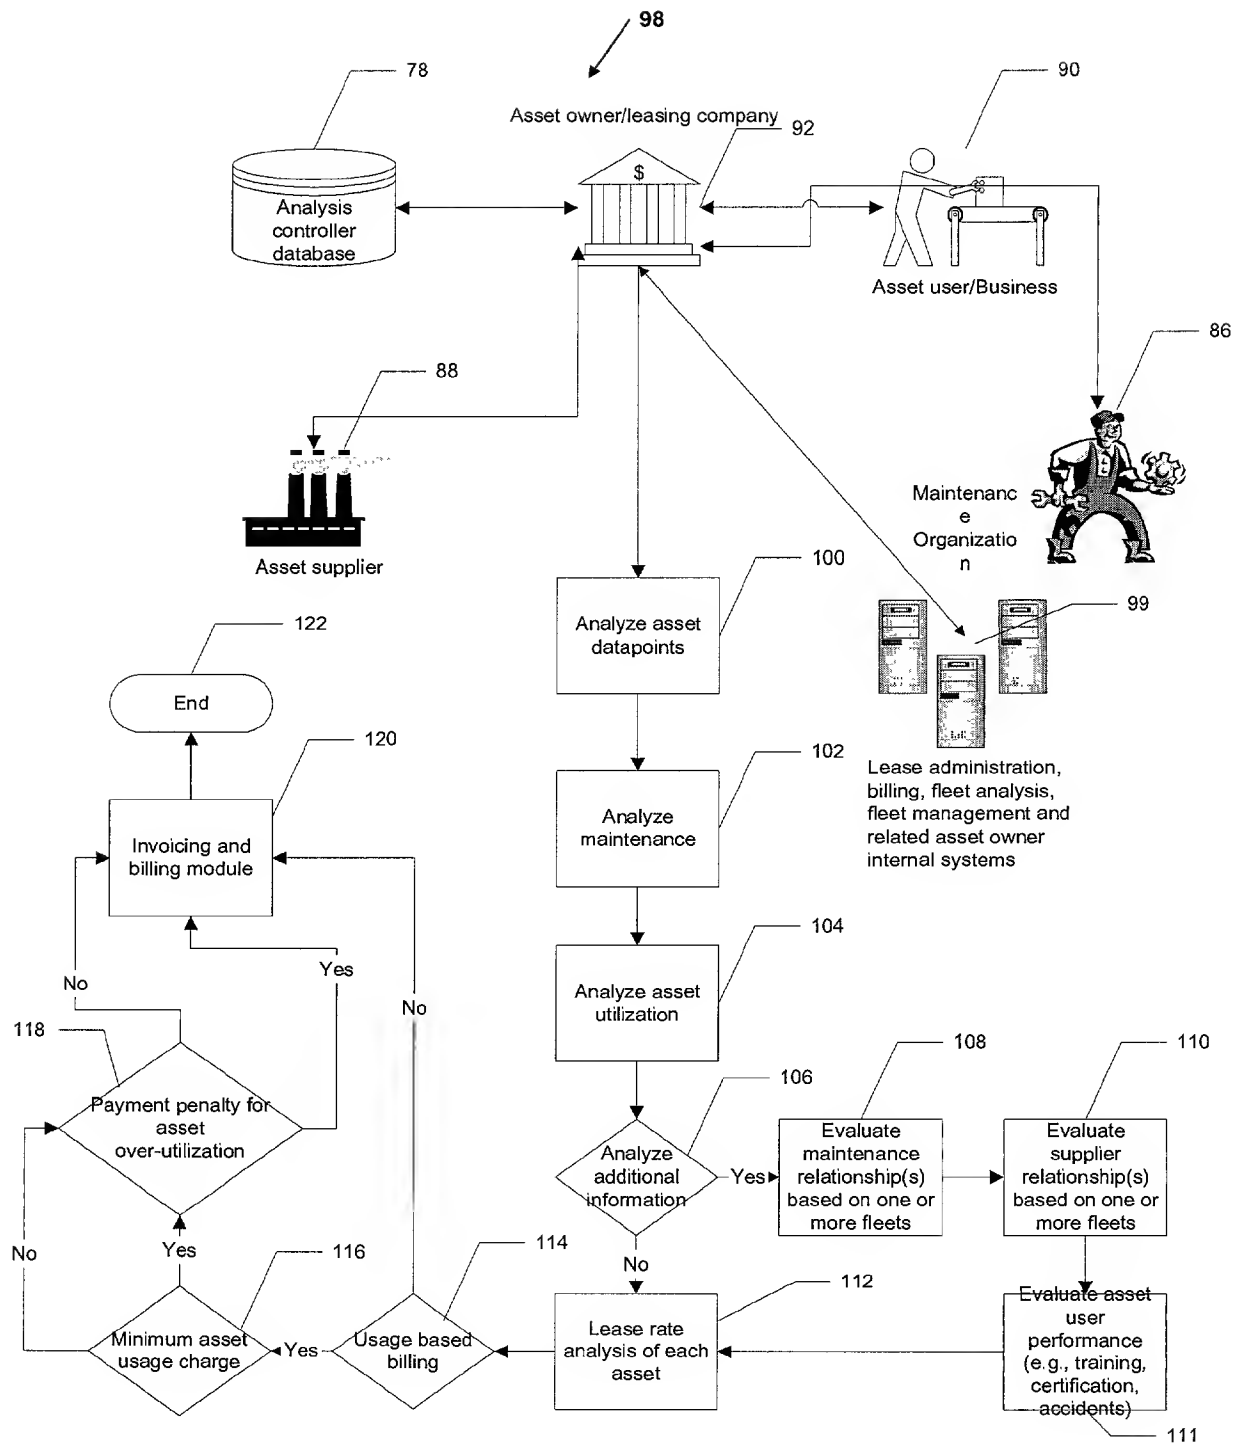 98
78
90
Asset owner/leasing company
92
$
Analysis
controller
database
Asset user/Business
86
88
Maintenanc
e
Organizatio
n
Asset supplier
100
99
Analyze asset
datapoints
122
End
120
102
Lease administration,
billing, fleet analysis,
fleet management and
related asset owner
internal systems
Analyze
maintenance
Invoicing and
billing module
104
Yes
No
No
Analyze asset
utilization
118
108
110
106
Payment penalty for
asset
over-utilization
Analyze
additional
information
Yes
Evaluate
maintenance
relationship(s)
based on one or
more fleets
Evaluate
supplier
relationship(s)
based on one or
more fleets
No
Yes
116
114
No
112
Minimum asset
usage charge
Yes
Usage based
billing
Lease rate
analysis of each
asset
Evaluate asset
user
performance
(e.g., training,
certification,
accidents)
111